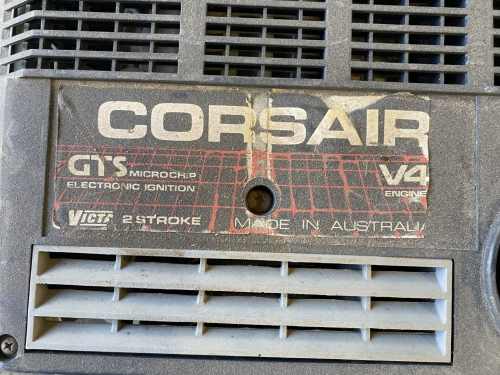 CORSAIR
GTS MICROCHIP V4
ELECTRONIC IGNITION ENGINE
VICTA 2 STROKE MADE IN AUSTRALIA